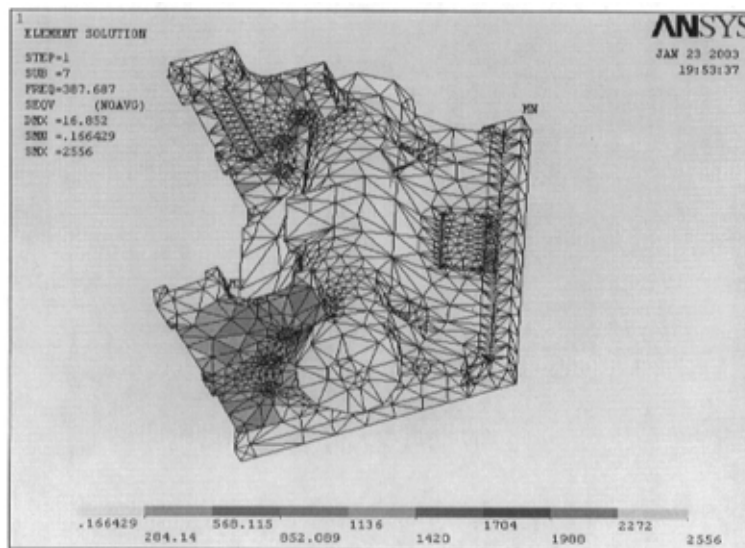 1
ELEMENT SOLUTION
STEP=1
SUB =7
FREQ=387.687
SEQV (NOAVG)
DMX =16.852
SMN =.166429
SMX =2556
ANSYS
JAN 23 2003
19:53:37
MN
.166429
284.14
568.115
852.089
1136
1420
1704
1988
2272
2556